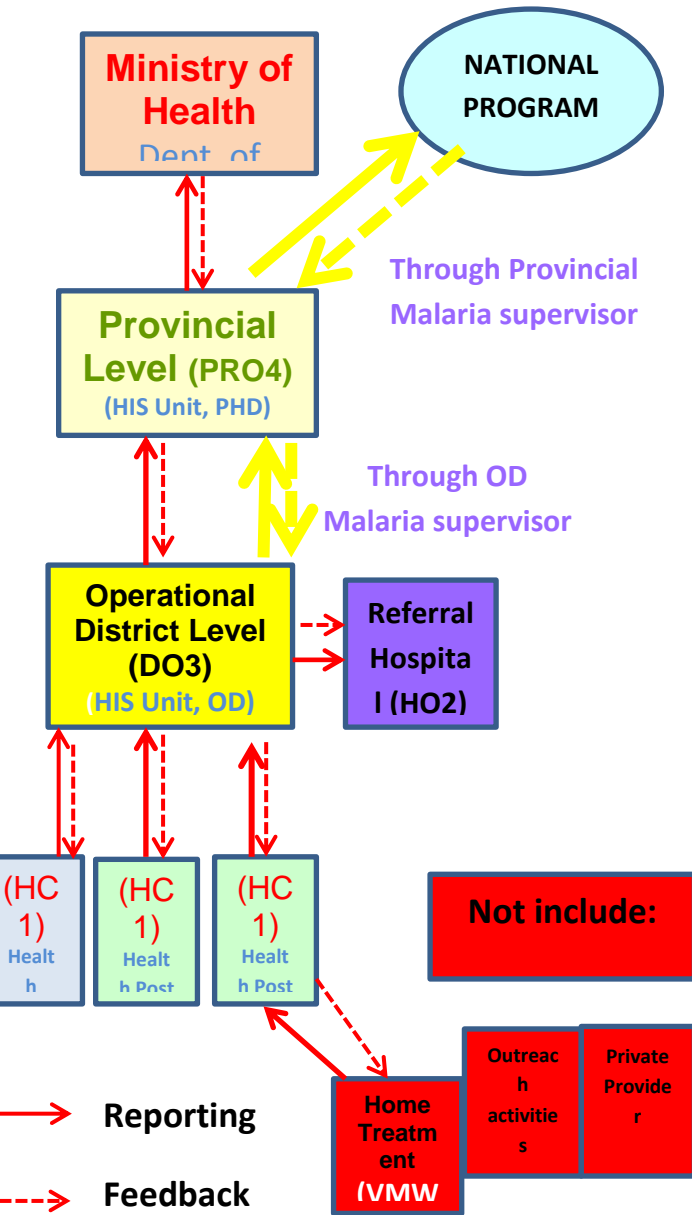 Ministry of
Health
Dept. of
NATIONAL
PROGRAM
Through Provincial
Malaria supervisor
Provincial
Level (PRO4)
(HIS Unit, PHD)
Through OD
Malaria supervisor
Operational
District Level
(DO3)
(HIS Unit, OD)
Referral
Hospita
l (HO2)
(HC
1)
Healt
h
(HC
1)
Healt
h Post
(HC
1)
Healt
h Post
Not include:
Home
Treatm
ent
(VMW
Outreac
h
activitie
s
Private
Provide
r
Reporting
Feedback